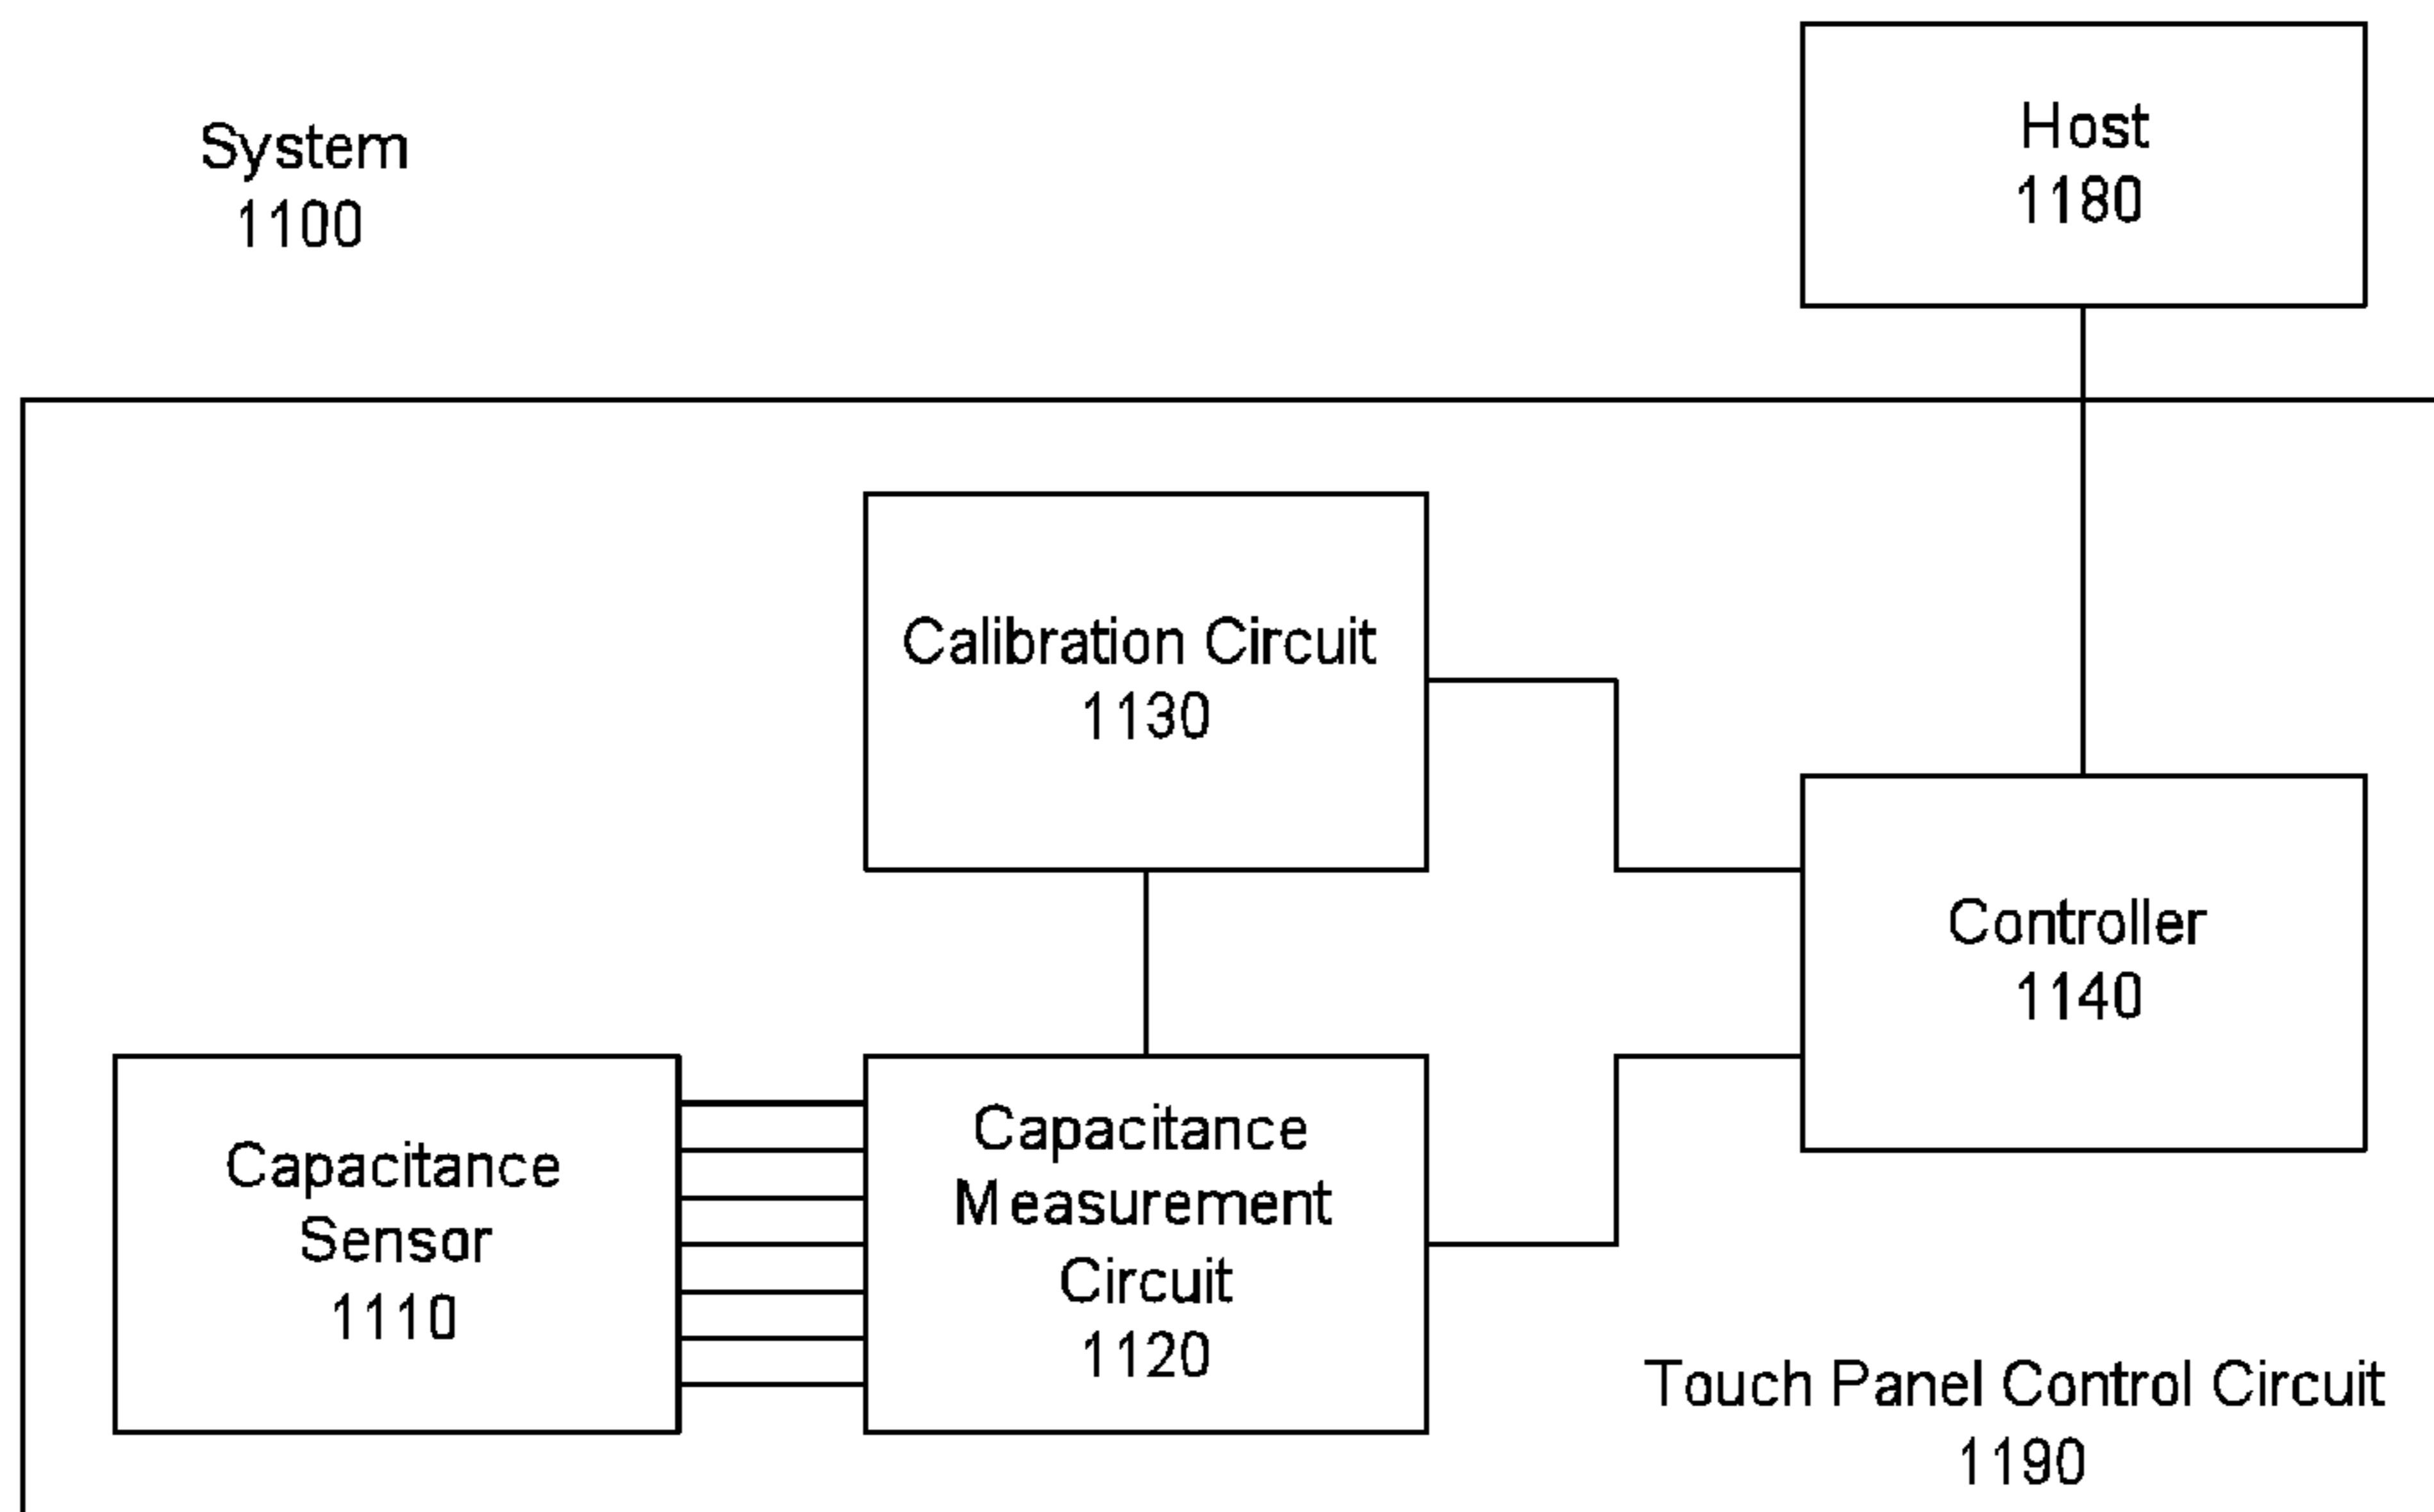 System
1100
Host
1180
Calibration Circuit
1130
Controller
1140
Capacitance
Sensor
1110
Capacitance
Measurement
Circuit
1120
Touch Panel Control Circuit
1190